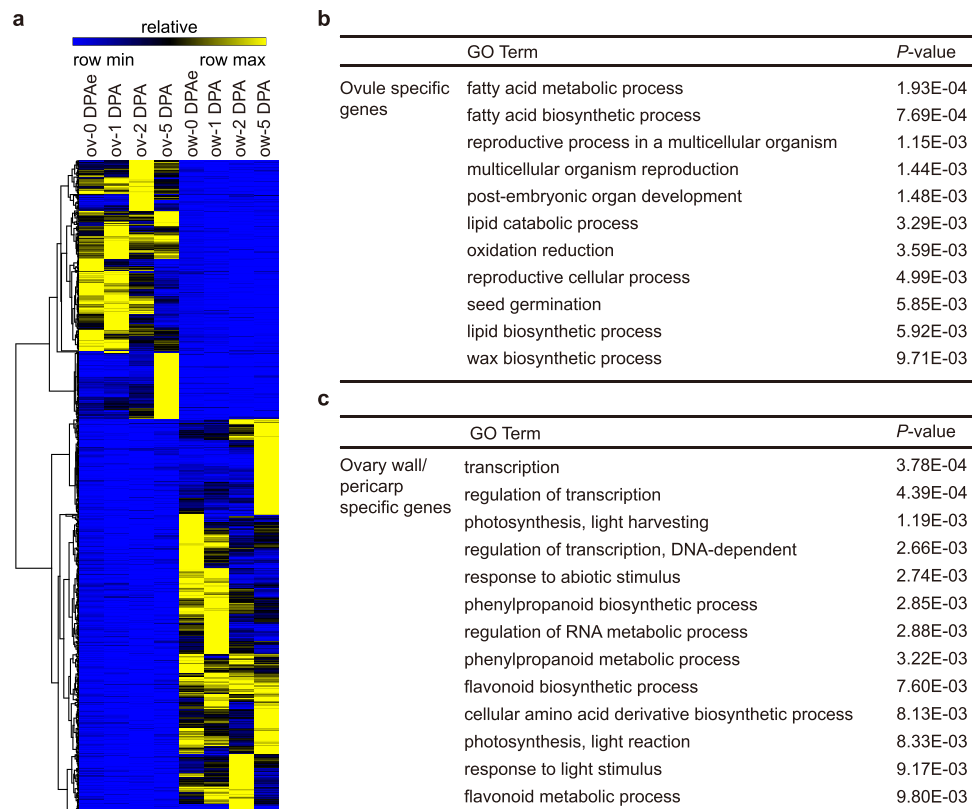 a
relative
row min row max
ov-0 DPAe
ov-1 DPA
ov-2 DPA
ov-5 DPA
ow-0 DPAe
ow-1 DPA
ow-2 DPA
ow-5 DPA
b
GO Term P-value
Ovule specific genes
fatty acid metabolic process 1.93E-04
fatty acid biosynthetic process 7.69E-04
reproductive process in a multicellular organism 1.15E-03
multicellular organism reproduction 1.44E-03
post-embryonic organ development 1.48E-03
lipid catabolic process 3.29E-03
oxidation reduction 3.59E-03
reproductive cellular process 4.99E-03
seed germination 5.85E-03
lipid biosynthetic process 5.92E-03
wax biosynthetic process 9.71E-03
c
GO Term P-value
Ovary wall/
pericarp
specific genes
transcription 3.78E-04
regulation of transcription 4.39E-04
photosynthesis, light harvesting 1.19E-03
regulation of transcription, DNA-dependent 2.66E-03
response to abiotic stimulus 2.74E-03
phenylpropanoid biosynthetic process 2.85E-03
regulation of RNA metabolic process 2.88E-03
phenylpropanoid metabolic process 3.22E-03
flavonoid biosynthetic process 7.60E-03
cellular amino acid derivative biosynthetic process 8.13E-03
photosynthesis, light reaction 8.33E-03
response to light stimulus 9.17E-03
flavonoid metabolic process 9.80E-03